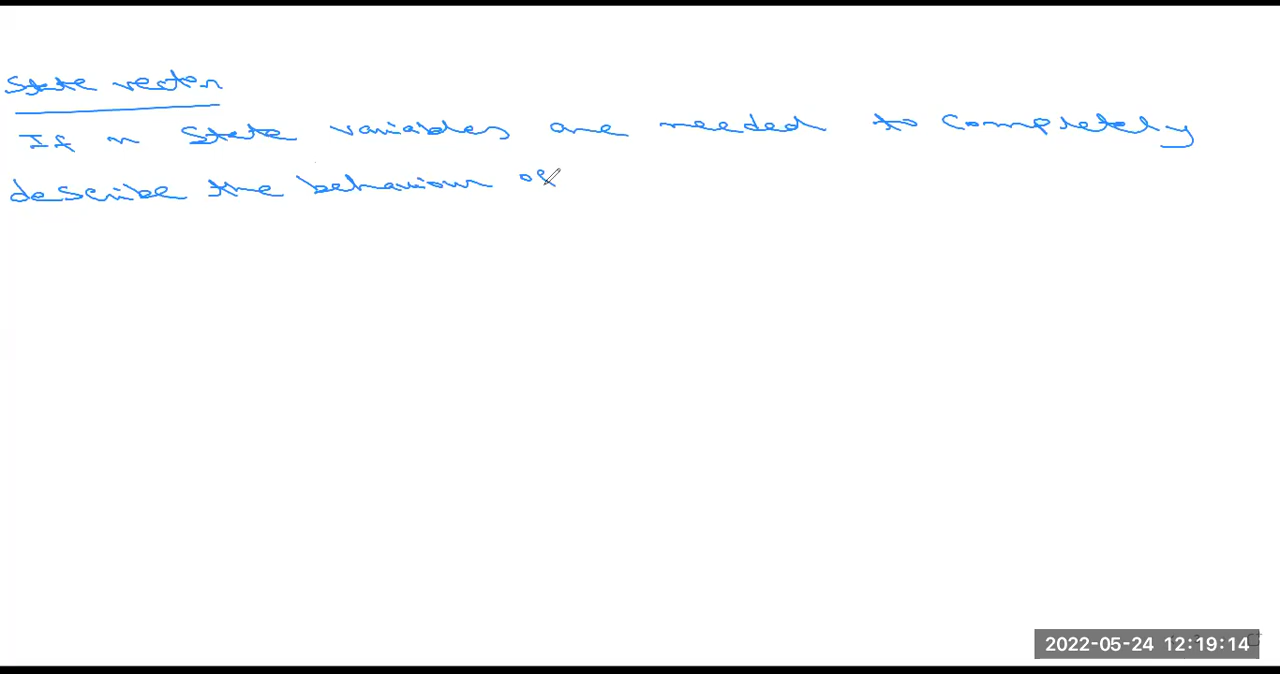 State vector
If n state variables are needed to completely
describe the behaviour of
2022-05-24 12:19:14